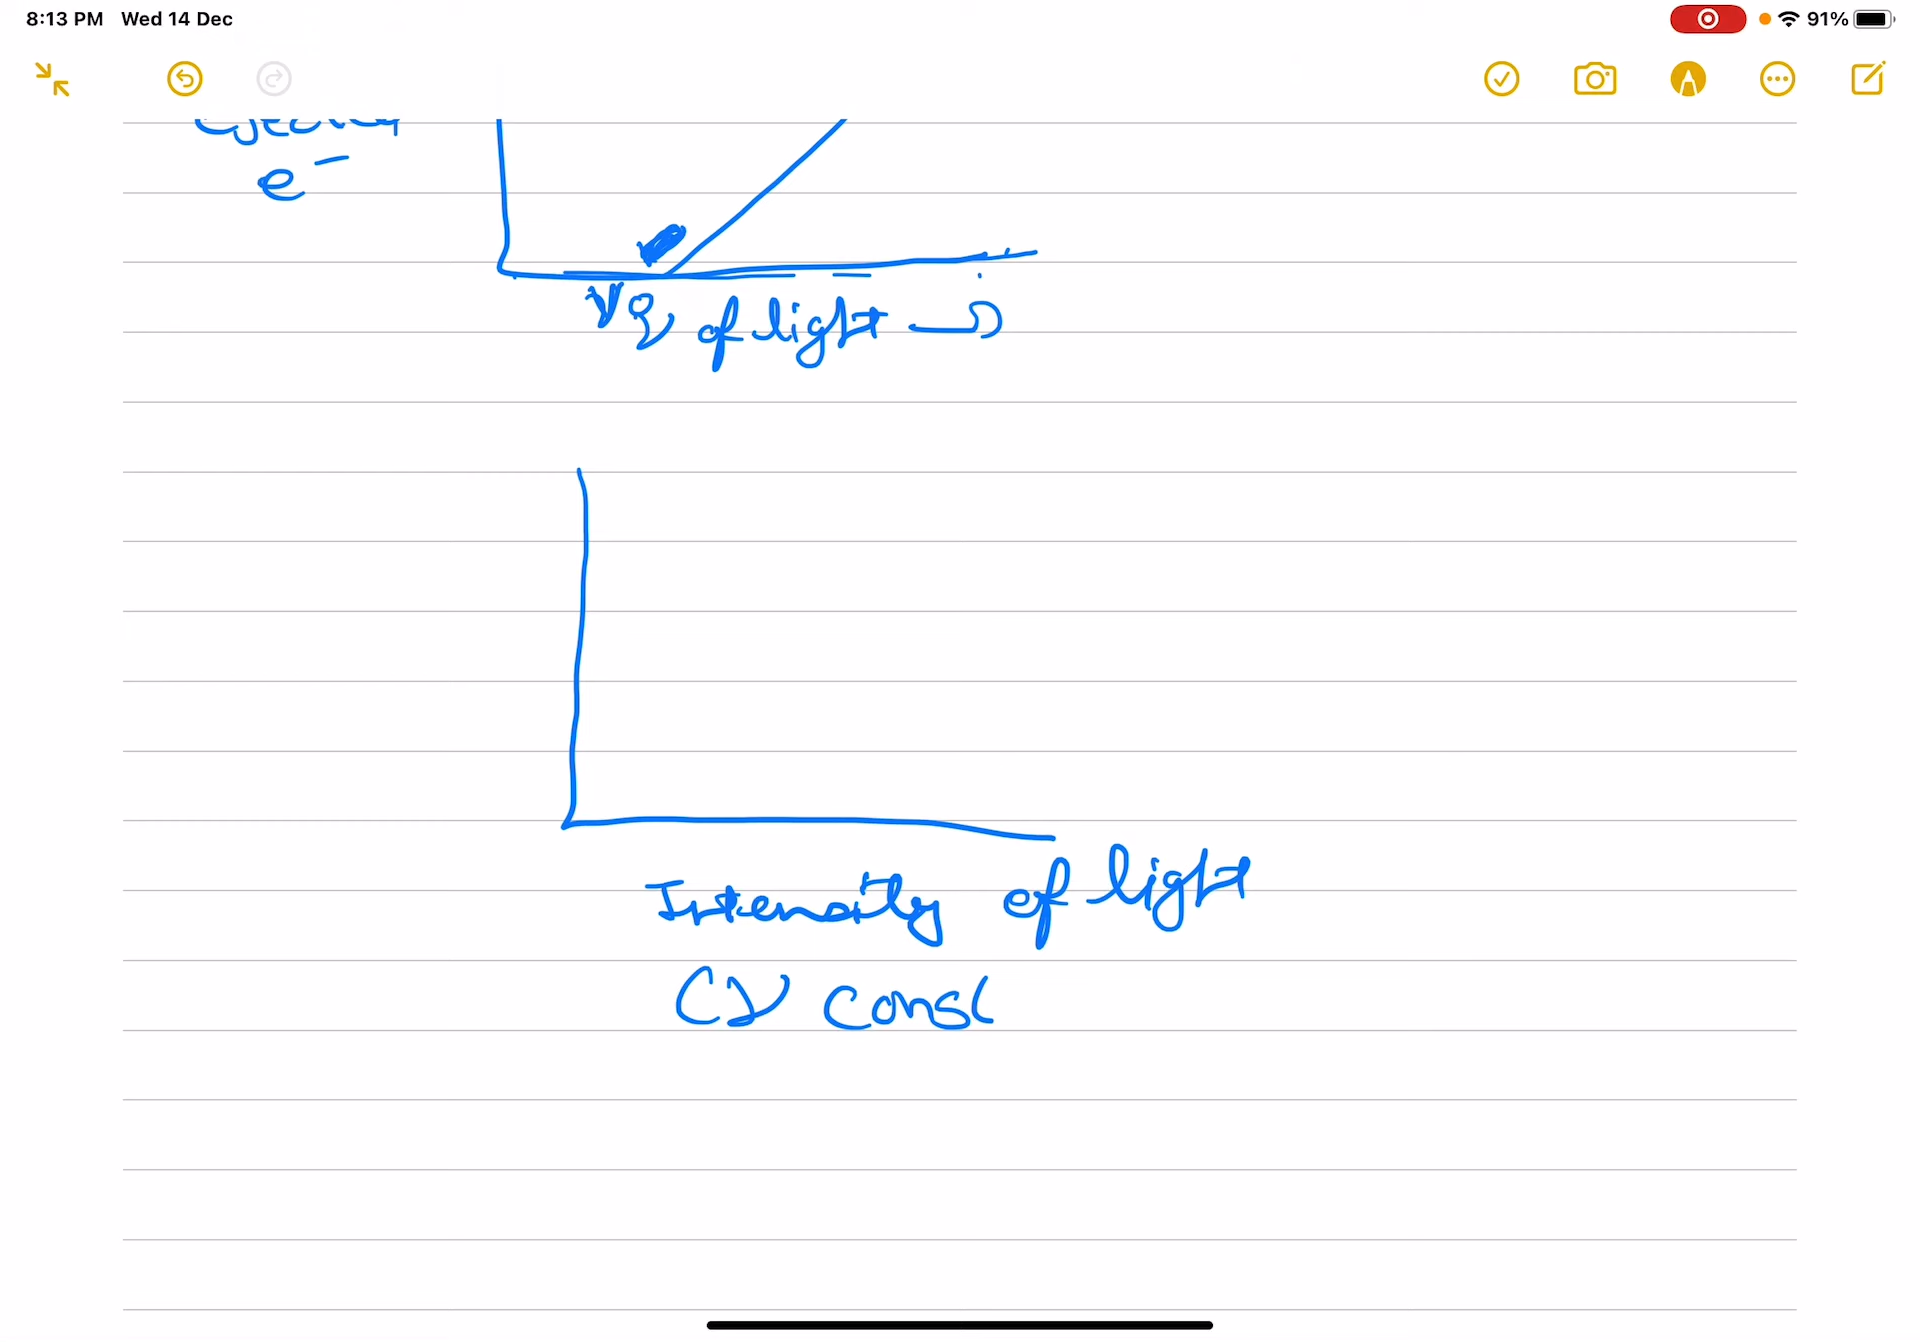 8:13 PM Wed 14 Dec
91%
e⁻
of light
Intensity of light
(ν const